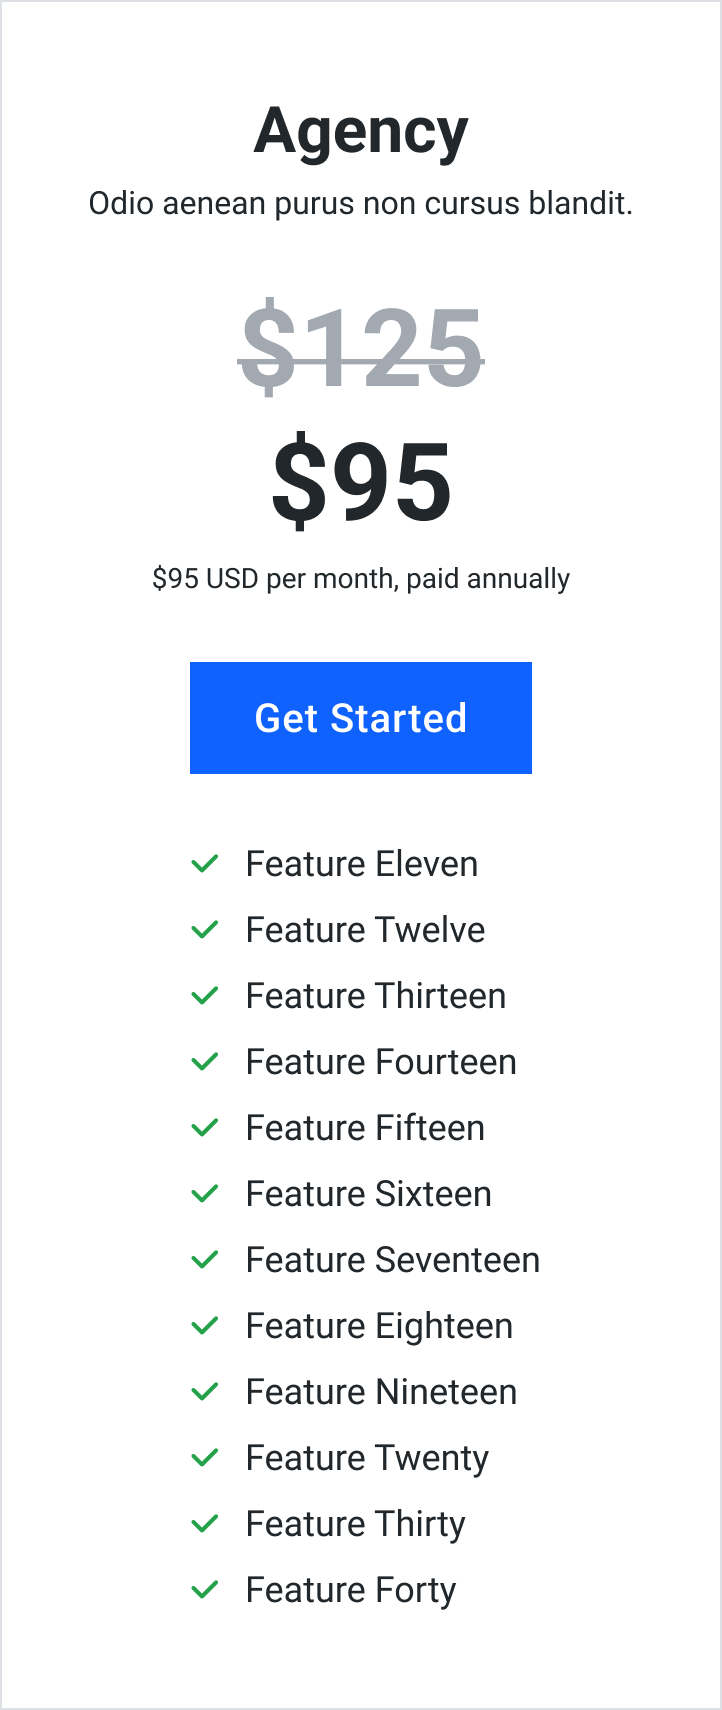 Agency
Odio aenean purus non cursus blandit.
$125
$95
$95 USD per month, paid annually
Get Started
Feature Eleven
Feature Twelve
Feature Thirteen
Feature Fourteen
Feature Fifteen
Feature Sixteen
Feature Seventeen
Feature Eighteen
Feature Nineteen
Feature Twenty
Feature Thirty
Feature Forty